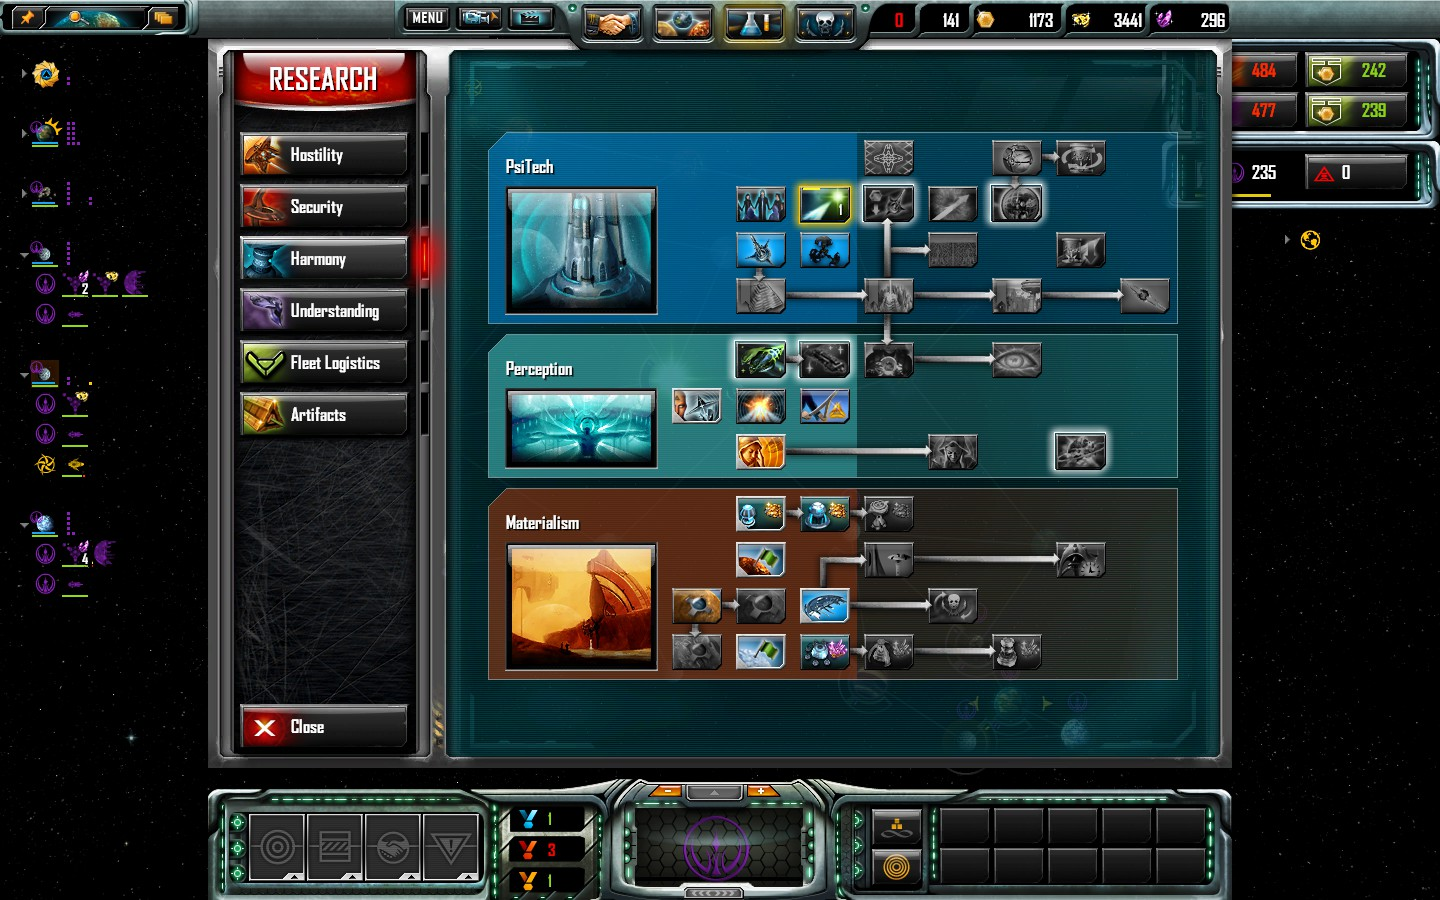 MENU
0
141
1173
3441
296
RESEARCH
Hostility
Security
Harmony
Understanding
Fleet Logistics
Artifacts
Close
PsiTech
1
Perception
Materialism
484
242
477
239
235
0
2
4
1
3
1